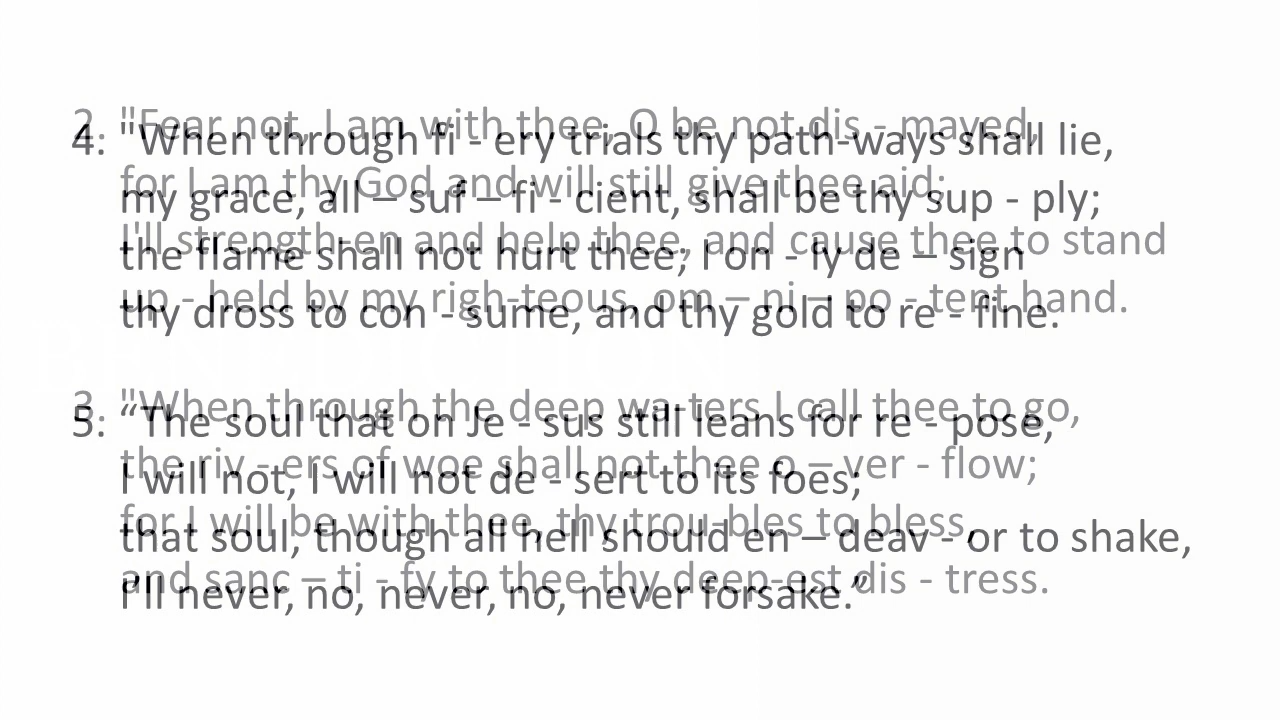 2. "Fear not, I am with thee, O be not dis - mayed,
for I am thy God and will still give thee aid;
I'll strength-en and help thee, and cause thee to stand
up - held by my righ-teous, om – ni – po - tent hand.
3. "When through the deep wa-ters I call thee to go,
the riv - ers of woe shall not thee o – ver - flow;
for I will be with thee, thy trou-bles to bless,
and sanc – ti - fy to thee thy deep-est dis - tress.
4. "When through fi - ery trials thy path-ways shall lie,
my grace, all – suf – fi - cient, shall be thy sup - ply;
the flame shall not hurt thee; I on - ly de – sign
thy dross to con - sume, and thy gold to re - fine.
5. “The soul that on Je - sus still leans for re - pose,
I will not, I will not de - sert to its foes;
that soul, though all hell should en – deav - or to shake,
I'll never, no, never, no, never forsake.”